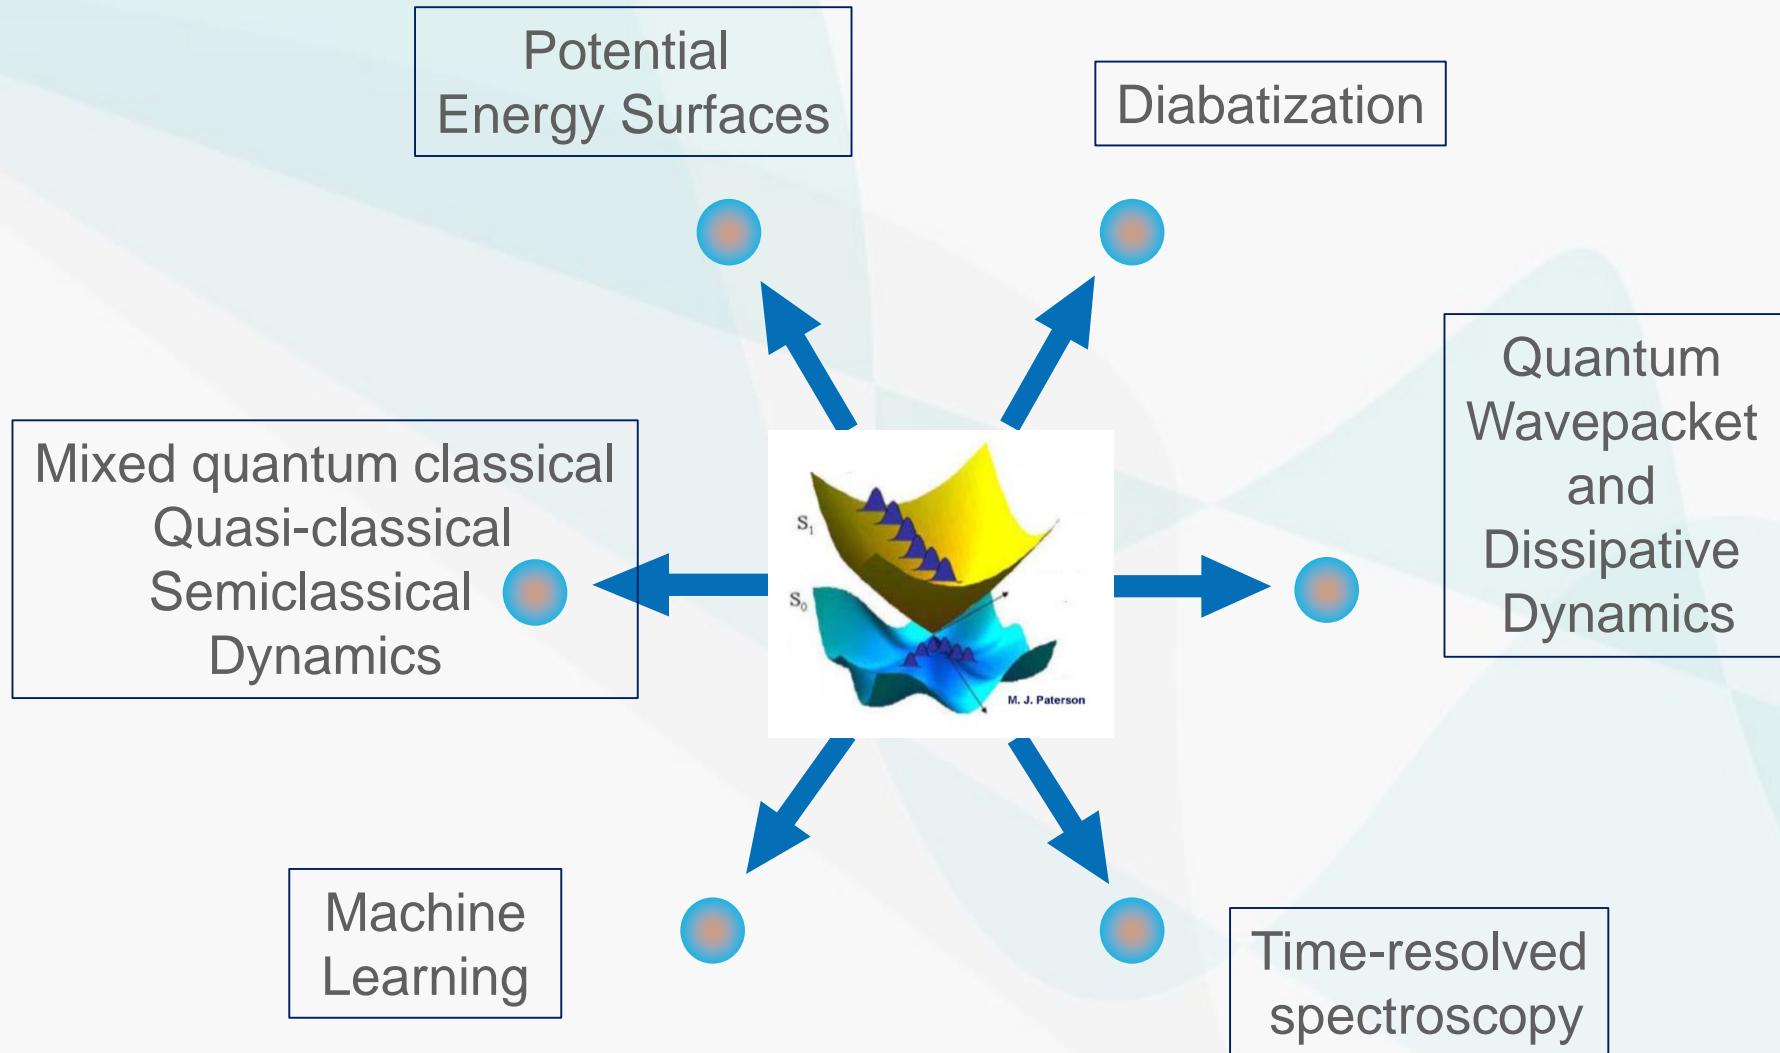 Potential
Energy Surfaces
Diabatization
Quantum
Wavepacket
and
Dissipative
Dynamics
Mixed quantum classical
Quasi-classical
Semiclassical
Dynamics
S₁
S₀
M. J. Paterson
Machine
Learning
Time-resolved
spectroscopy